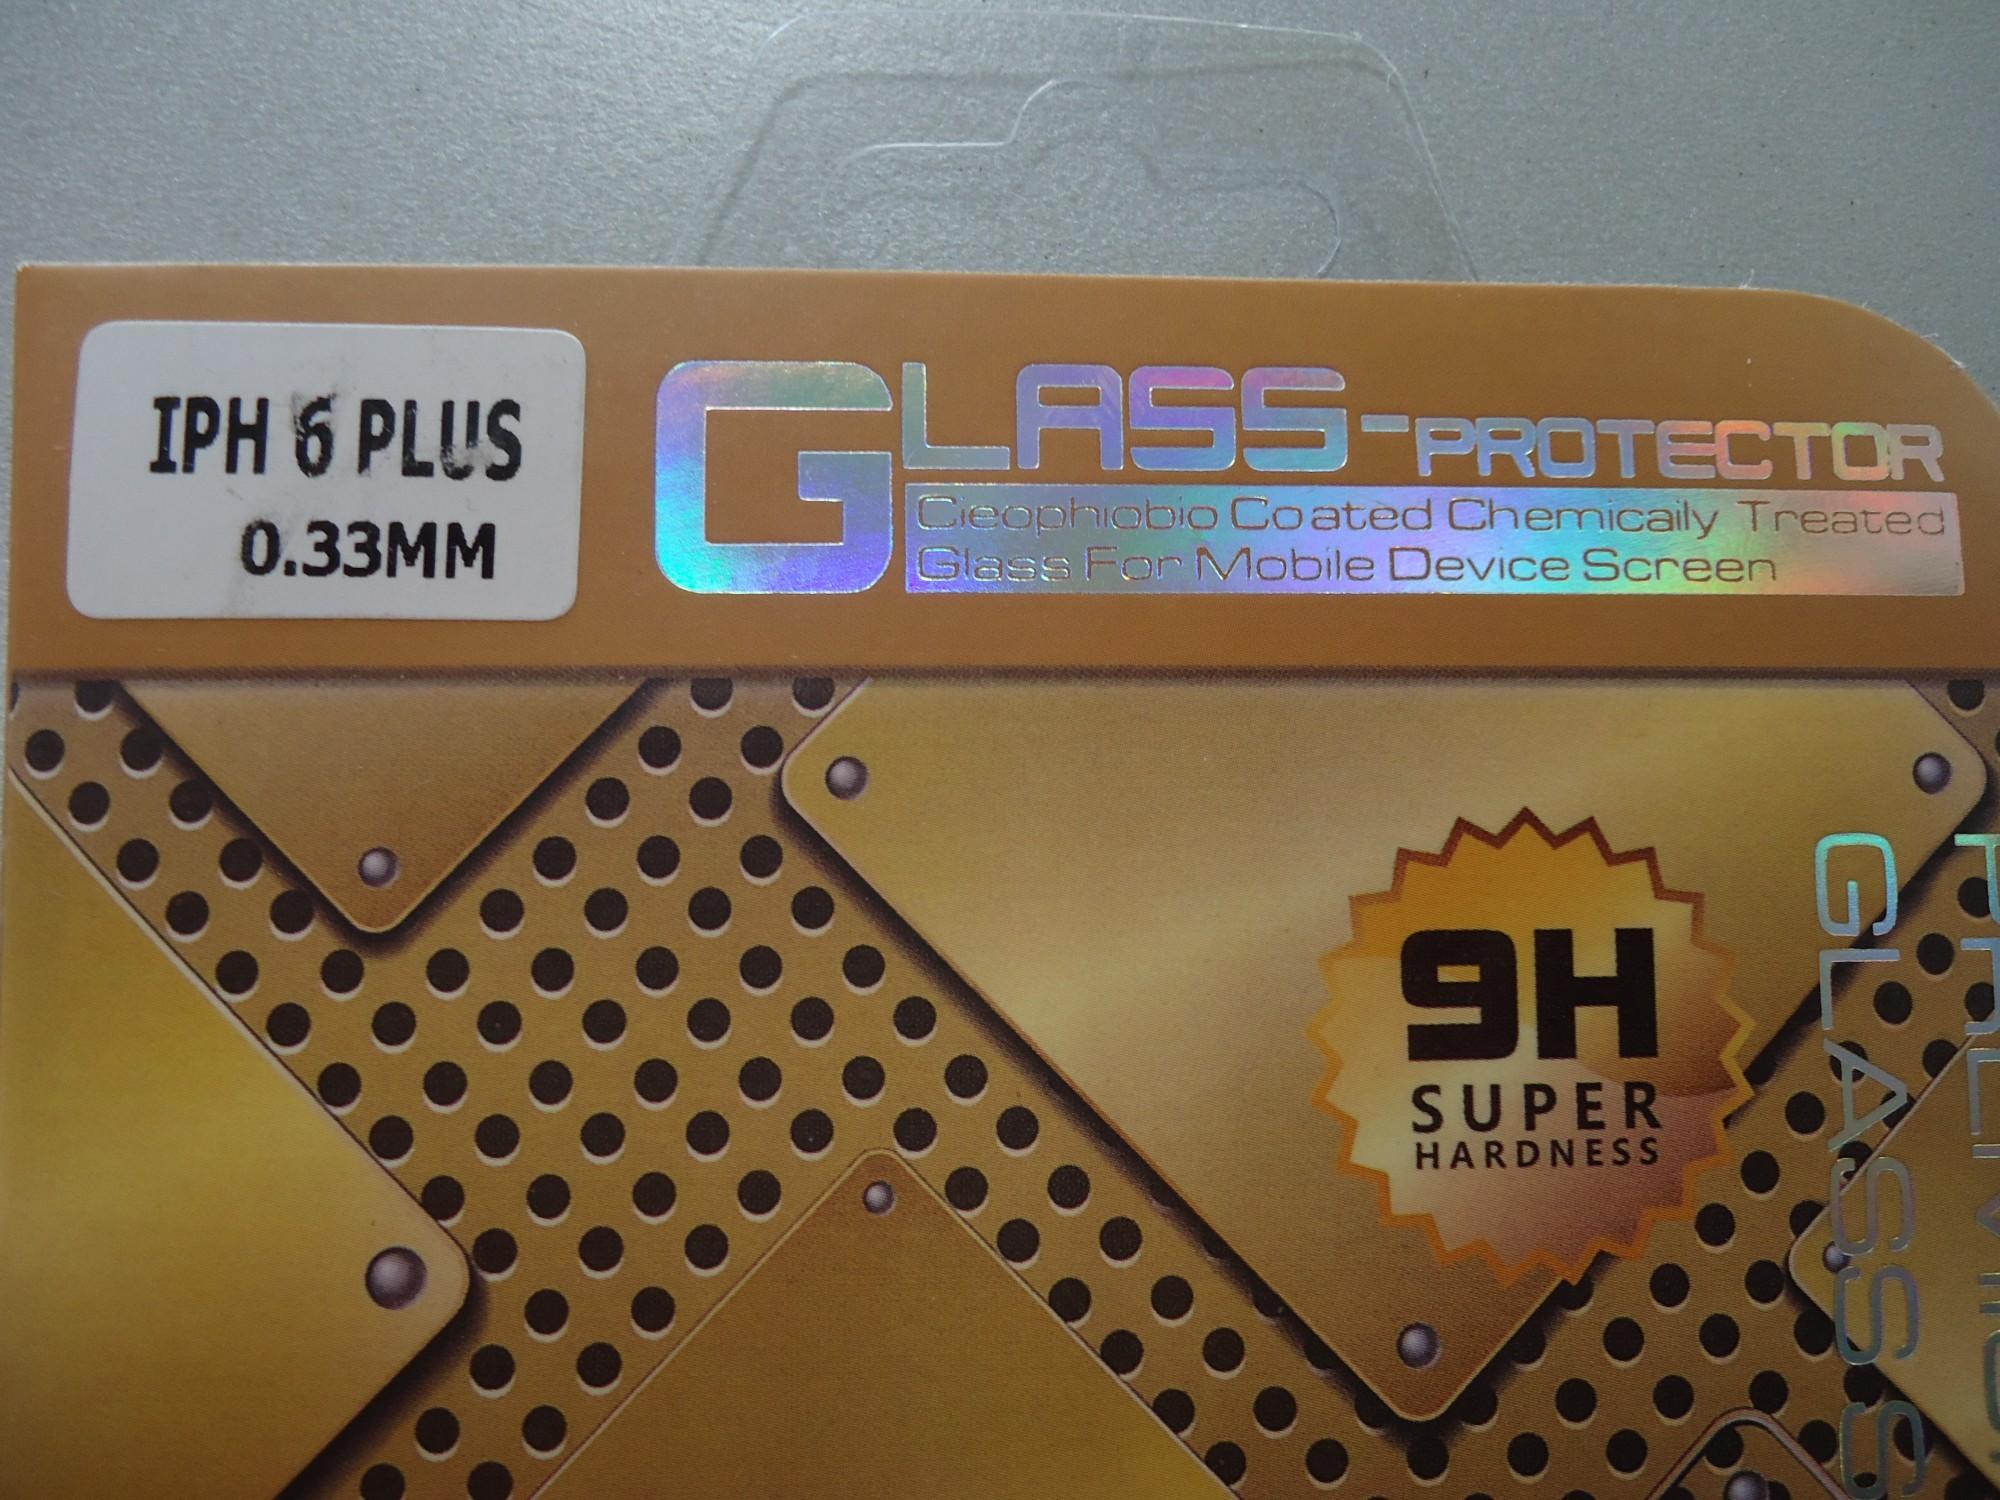 IPH 6 PLUS
0.33MM
GLASS-PROTECTOR
Cieophiobio Coated Chemicaily Treated
Glass For Mobile Device Screen
9H
SUPER
HARDNESS
GLASS